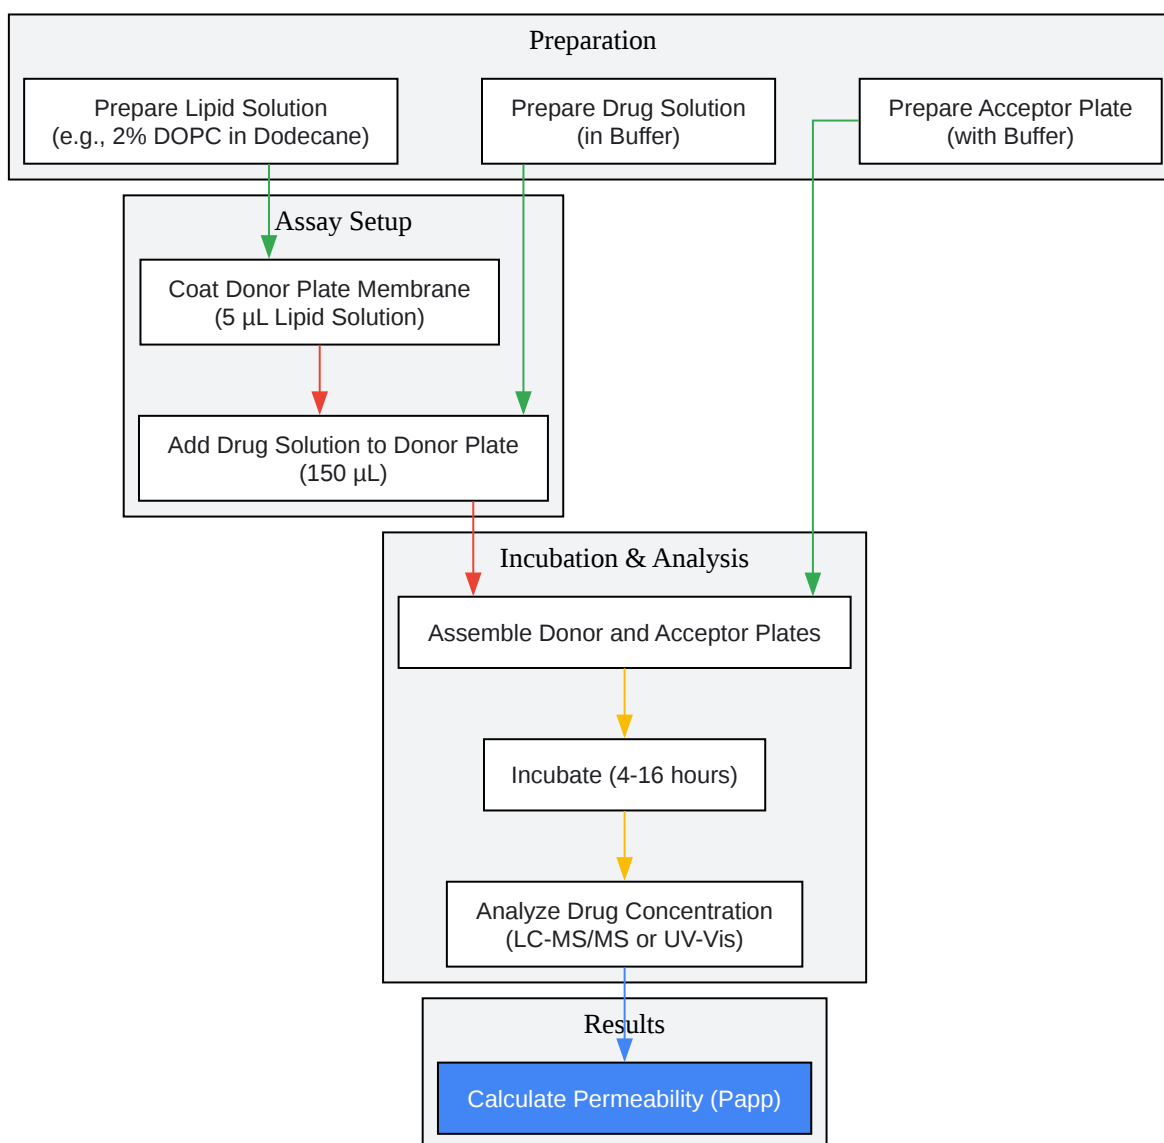 Preparation
Prepare Lipid Solution
(e.g., 2% DOPC in Dodecane)
Prepare Drug Solution
(in Buffer)
Prepare Acceptor Plate
(with Buffer)
Assay Setup
Coat Donor Plate Membrane
(5 µL Lipid Solution)
Add Drug Solution to Donor Plate
(150 µL)
Incubation & Analysis
Assemble Donor and Acceptor Plates
Incubate (4-16 hours)
Analyze Drug Concentration
(LC-MS/MS or UV-Vis)
Results
Calculate Permeability (Papp)